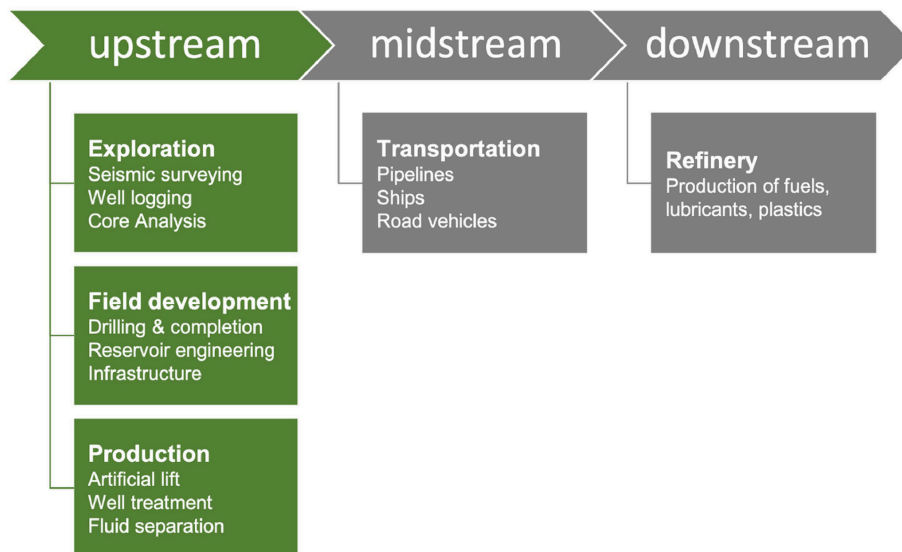 upstream
midstream
downstream
Exploration
Seismic surveying
Well logging
Core Analysis
Field development
Drilling & completion
Reservoir engineering
Infrastructure
Production
Artificial lift
Well treatment
Fluid separation
Transportation
Pipelines
Ships
Road vehicles
Refinery
Production of fuels,
lubricants, plastics